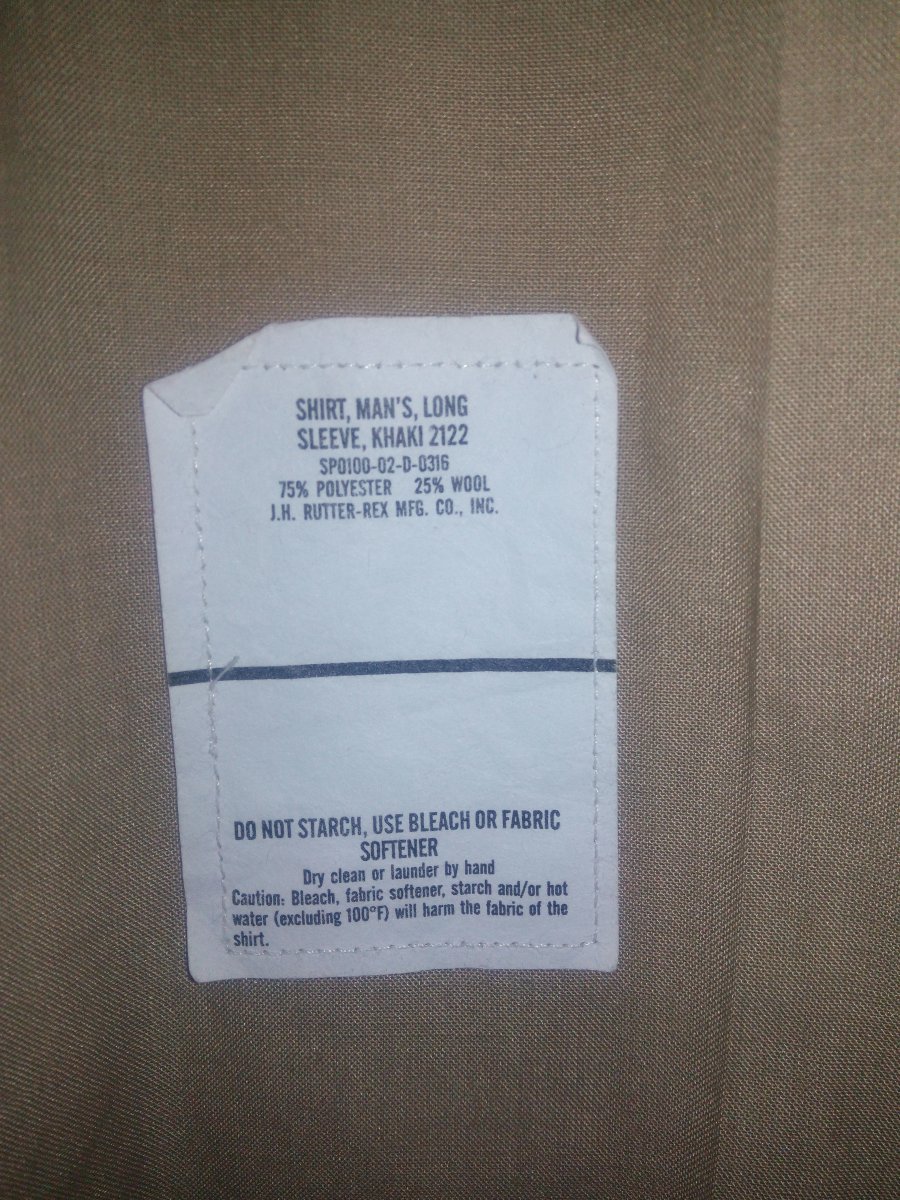 SHIRT, MAN'S, LONG
SLEEVE, KHAKI 2122
SP0100-02-D-0316
75% POLYESTER 25% WOOL
J.H. RUTTER-REX MFG. CO., INC.
DO NOT STARCH, USE BLEACH OR FABRIC
SOFTENER
Dry clean or launder by hand
Caution: Bleach, fabric softener, starch and/or hot
water (excluding 100°F) will harm the fabric of the
shirt.